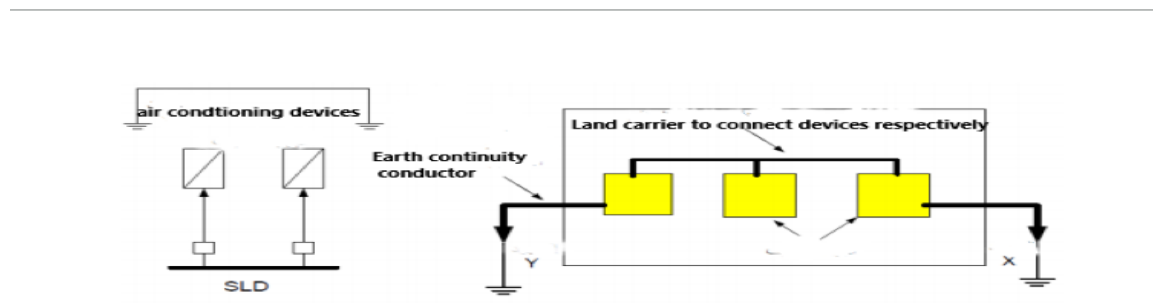 air condtioning devices
Land carrier to connect devices respectively
Earth continuity
conductor
Y
X
SLD